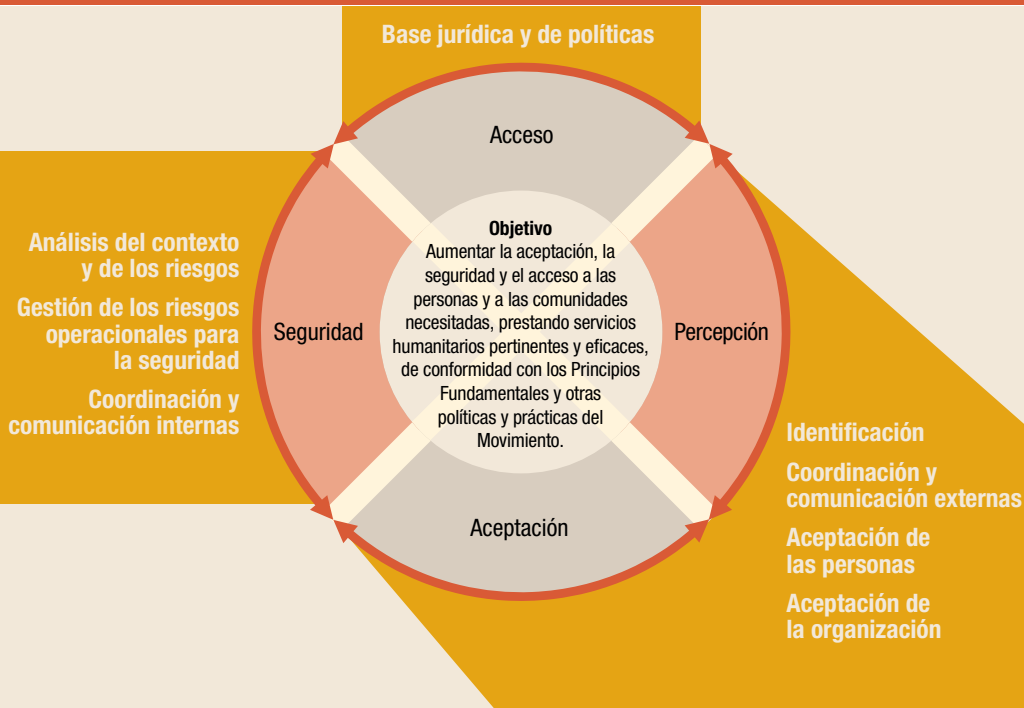 Base jurídica y de políticas
Acceso
Análisis del contexto
y de los riesgos
Gestión de los riesgos
operacionales para
la seguridad
Coordinación y
comunicación internas
Seguridad
Objetivo
Aumentar la aceptación, la
seguridad y el acceso a las
personas y a las comunidades
necesitadas, prestando servicios
humanitarios pertinentes y eficaces,
de conformidad con los Principios
Fundamentales y otras
políticas y prácticas del
Movimiento.
Percepción
Aceptación
Identificación
Coordinación y
comunicación externas
Aceptación de
las personas
Aceptación de
la organización